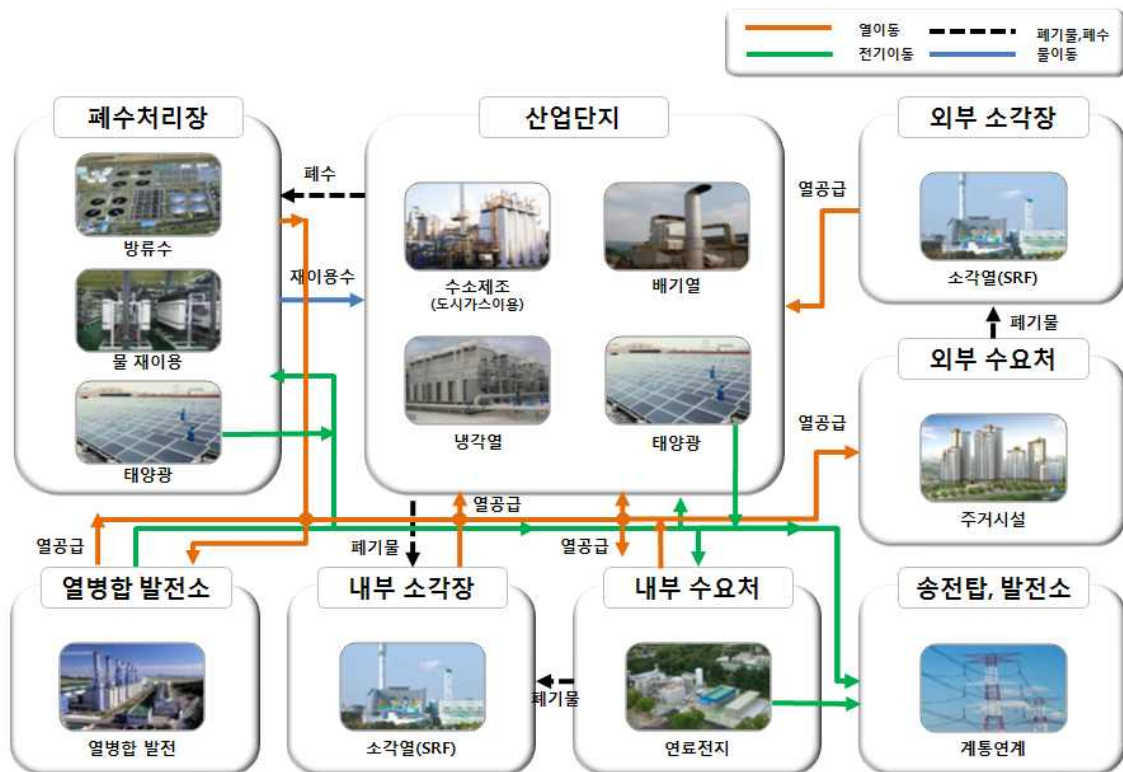 열이동
폐기물,폐수
전기이동
물이동
폐수처리장
산업단지
외부 소각장
폐수
열공급
방류수
재이용수
수소제조
(도시가스이용)
배기열
소각열(SRF)
폐기물
물 재이용
외부 수요처
열공급
냉각열
태양광
태양광
열공급
주거시설
열공급
폐기물
열공급
열병합 발전소
내부 소각장
내부 수요처
송전탑, 발전소
폐기물
열병합 발전
소각열(SRF)
연료전지
계통연계